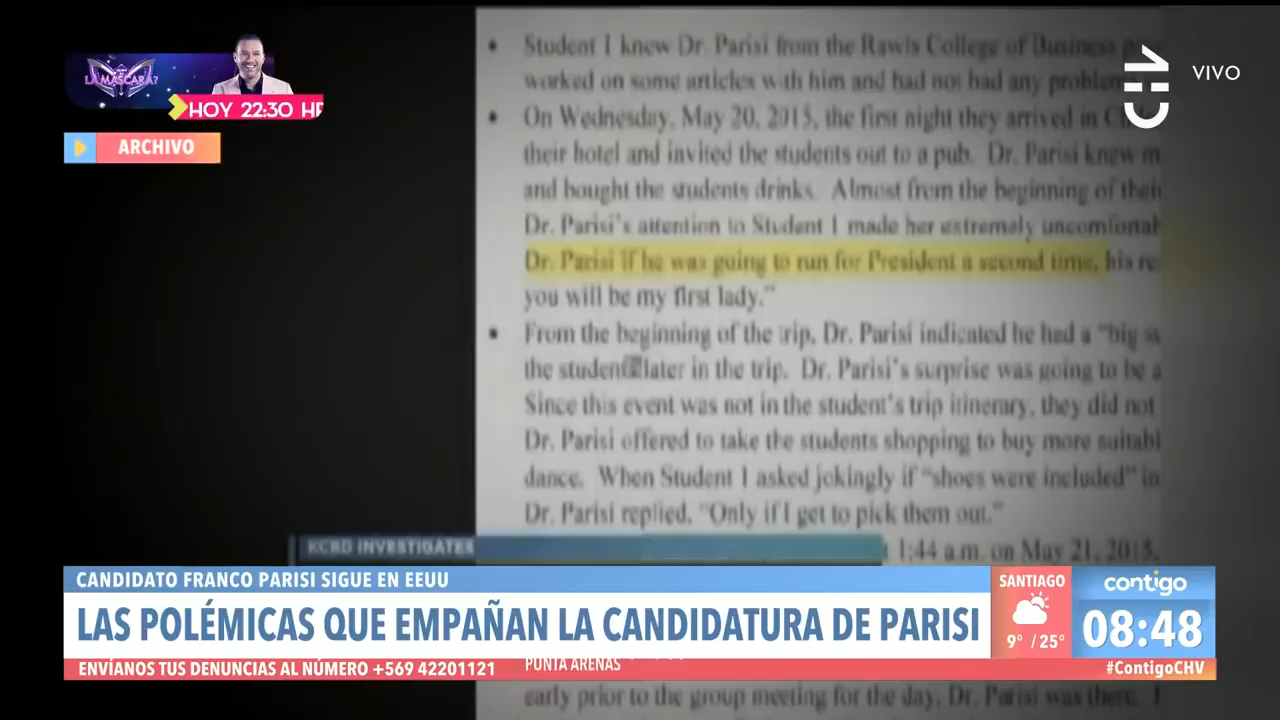 LA MÁSCARA?
HOY 22:30
ARCHIVO
VIVO
Student 1 knew Dr. Parisi from the Rawls College of Business
worked on some articles with him and had not had any problems
On Wednesday, May 20, 2015, the first night they arrived in
their hotel and invited the students out to a pub. Dr. Parisi knew
and bought the students drinks. Almost from the beginning of their
Dr. Parisi's attention to Student 1 made her extremely
Dr. Parisi if he was going to run for President a second time, his
you will be my first lady."
From the beginning of the trip, Dr. Parisi indicated he had a "big
the student later in the trip. Dr. Parisi's surprise was going to be a
Since this event was not in the student's trip itinerary, they did not
Dr. Parisi offered to take the students shopping to buy more
dance. When Student 1 asked jokingly if "shoes were included" in
Dr. Parisi replied, "Only if I get to pick them out."
KCBD INVESTIGATES
1:44 a.m. on May 21, 2015,
CANDIDATO FRANCO PARISI SIGUE EN EEUU
LAS POLÉMICAS QUE EMPAÑAN LA CANDIDATURA DE PARISI
SANTIAGO
9° / 25°
contigo
08:48
ENVÍANOS TUS DENUNCIAS AL NÚMERO +569 42201121
PUNTA ARENAS
#ContigoCHV
early prior to the group meeting for the day, Dr. Parisi was there.